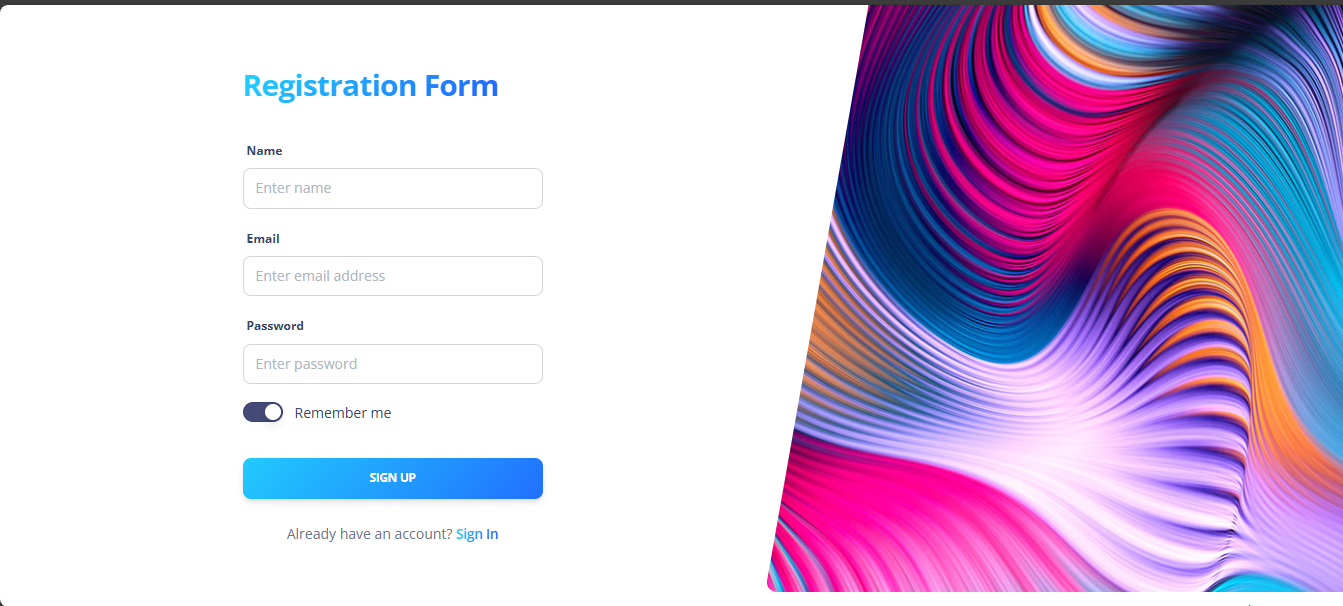 Registration Form
Name
Enter name
Email
Enter email address
Password
Enter password
Remember me
SIGN UP
Already have an account? Sign In